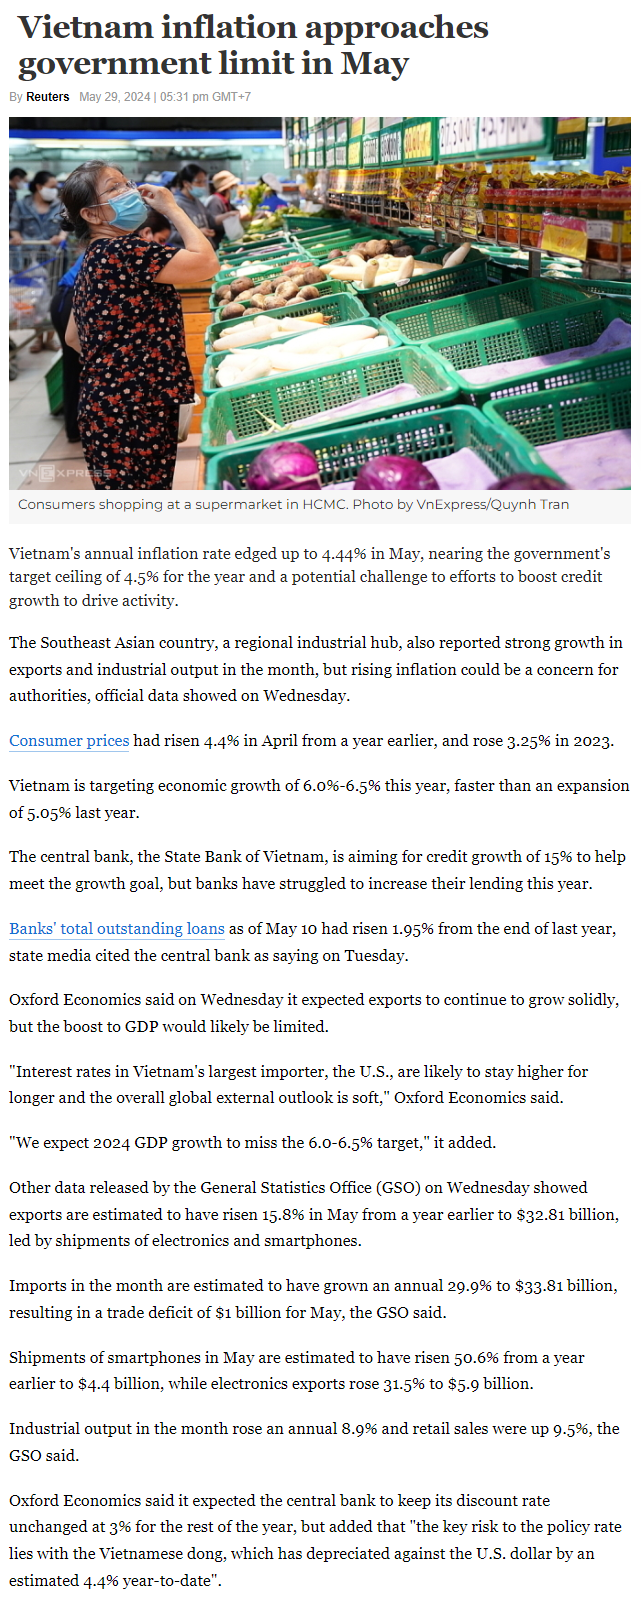 Vietnam inflation approaches
government limit in May
By Reuters May 29, 2024 | 05:31 pm GMT+7
VNEXPRESS
Consumers shopping at a supermarket in HCMC. Photo by VnExpress/Quynh Tran
Vietnam's annual inflation rate edged up to 4.44% in May, nearing the government's
target ceiling of 4.5% for the year and a potential challenge to efforts to boost credit
growth to drive activity.
The Southeast Asian country, a regional industrial hub, also reported strong growth in
exports and industrial output in the month, but rising inflation could be a concern for
authorities, official data showed on Wednesday.
Consumer prices had risen 4.4% in April from a year earlier, and rose 3.25% in 2023.
Vietnam is targeting economic growth of 6.0%-6.5% this year, faster than an expansion
of 5.05% last year.
The central bank, the State Bank of Vietnam, is aiming for credit growth of 15% to help
meet the growth goal, but banks have struggled to increase their lending this year.
Banks' total outstanding loans as of May 10 had risen 1.95% from the end of last year,
state media cited the central bank as saying on Tuesday.
Oxford Economics said on Wednesday it expected exports to continue to grow solidly,
but the boost to GDP would likely be limited.
"Interest rates in Vietnam's largest importer, the U.S., are likely to stay higher for
longer and the overall global external outlook is soft," Oxford Economics said.
"We expect 2024 GDP growth to miss the 6.0-6.5% target," it added.
Other data released by the General Statistics Office (GSO) on Wednesday showed
exports are estimated to have risen 15.8% in May from a year earlier to $32.81 billion,
led by shipments of electronics and smartphones.
Imports in the month are estimated to have grown an annual 29.9% to $33.81 billion,
resulting in a trade deficit of $1 billion for May, the GSO said.
Shipments of smartphones in May are estimated to have risen 50.6% from a year
earlier to $4.4 billion, while electronics exports rose 31.5% to $5.9 billion.
Industrial output in the month rose an annual 8.9% and retail sales were up 9.5%, the
GSO said.
Oxford Economics said it expected the central bank to keep its discount rate
unchanged at 3% for the rest of the year, but added that "the key risk to the policy rate
lies with the Vietnamese dong, which has depreciated against the U.S. dollar by an
estimated 4.4% year-to-date".